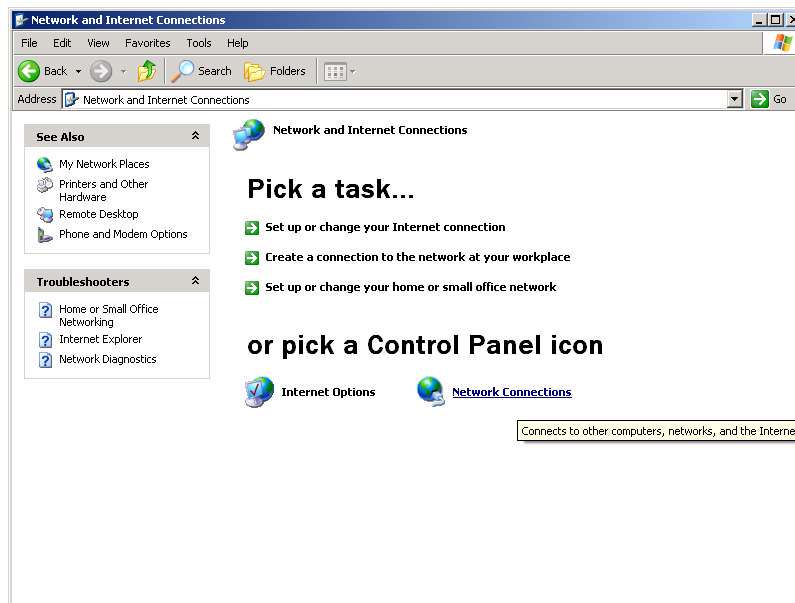 Network and Internet Connections
File Edit View Favorites Tools Help
Back Search Folders
Address Network and Internet Connections Go
See Also
My Network Places
Printers and Other
Hardware
Remote Desktop
Phone and Modem Options
Troubleshooters
Home or Small Office
Networking
Internet Explorer
Network Diagnostics
Network and Internet Connections
Pick a task...
Set up or change your Internet connection
Create a connection to the network at your workplace
Set up or change your home or small office network
or pick a Control Panel icon
Internet Options Network Connections
Connects to other computers, networks, and the Interne